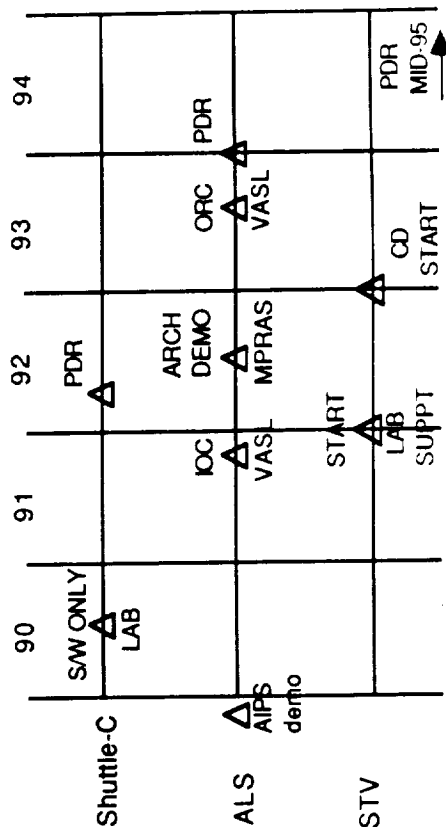 90 91 92 93 94
Shuttle-C
S/W ONLY
LAB
PDR
ALS
AIPS
demo
IOC
VASL
ARCH
DEMO
MPRAS
ORC
VASL
PDR
STV
START
LAB
SUPPT
CD
START
PDR
MID-95